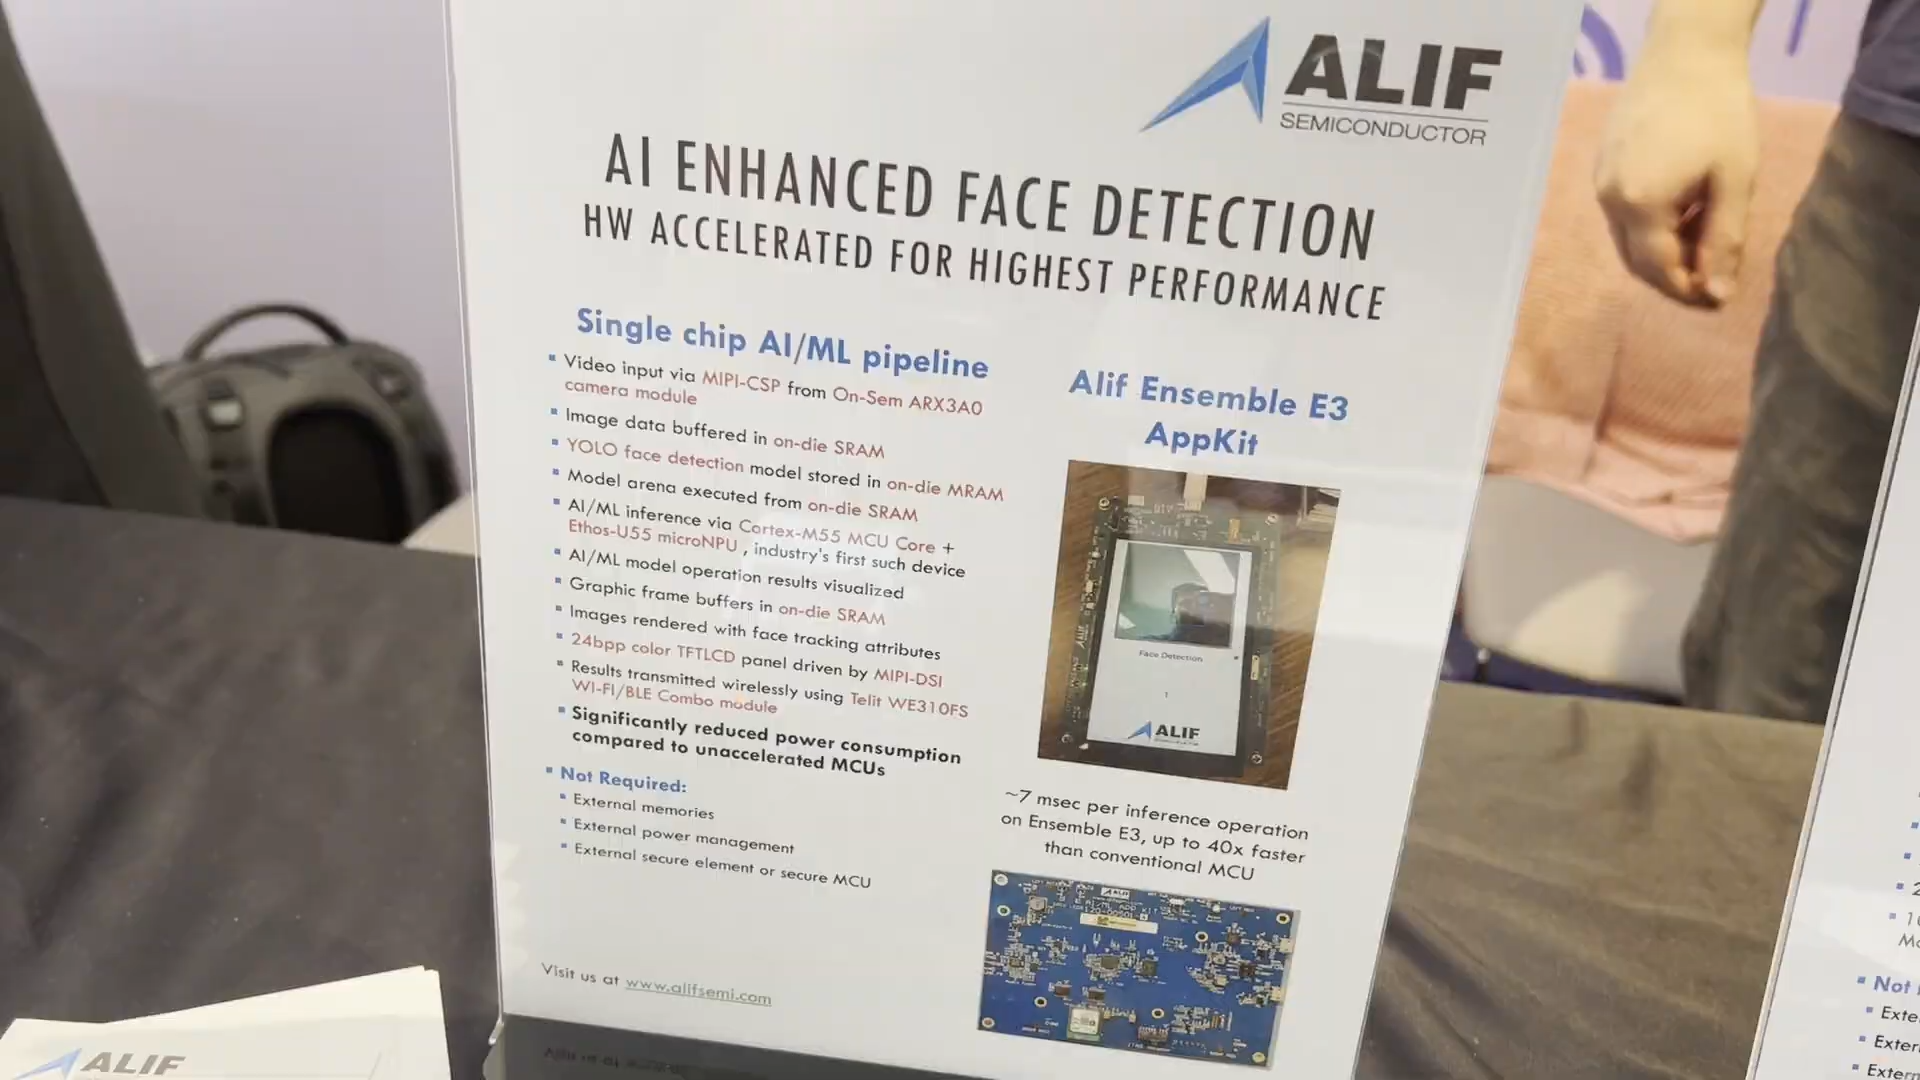 ALIF
SEMICONDUCTOR
AI ENHANCED FACE DETECTION
HW ACCELERATED FOR HIGHEST PERFORMANCE
Single chip AI/ML pipeline
▪ Video input via MIPI-CSP from On-Sem ARX3A0
camera module
▪ Image data buffered in on-die SRAM
▪ YOLO face detection model stored in on-die MRAM
▪ Model arena executed from on-die SRAM
▪ AI/ML inference via Cortex-M55 MCU Core +
Ethos-U55 microNPU , industry's first such device
▪ AI/ML model operation results visualized
▪ Graphic frame buffers in on-die SRAM
▪ Images rendered with face tracking attributes
▪ 24bpp color TFTLCD panel driven by MIPI-DSI
▪ Results transmitted wirelessly using Telit WE310FS
WI-FI/BLE Combo module
▪ Significantly reduced power consumption
compared to unaccelerated MCUs
▪ Not Required:
▪ External memories
▪ External power management
▪ External secure element or secure MCU
Visit us at www.alifsemi.com
Alif Ensemble E3
AppKit
Face Detection
1
ALIF
~7 msec per inference operation
on Ensemble E3, up to 40x faster
than conventional MCU
ALIF
ALIF
▪ Not
▪ Exte
▪ Exter
▪ Extern